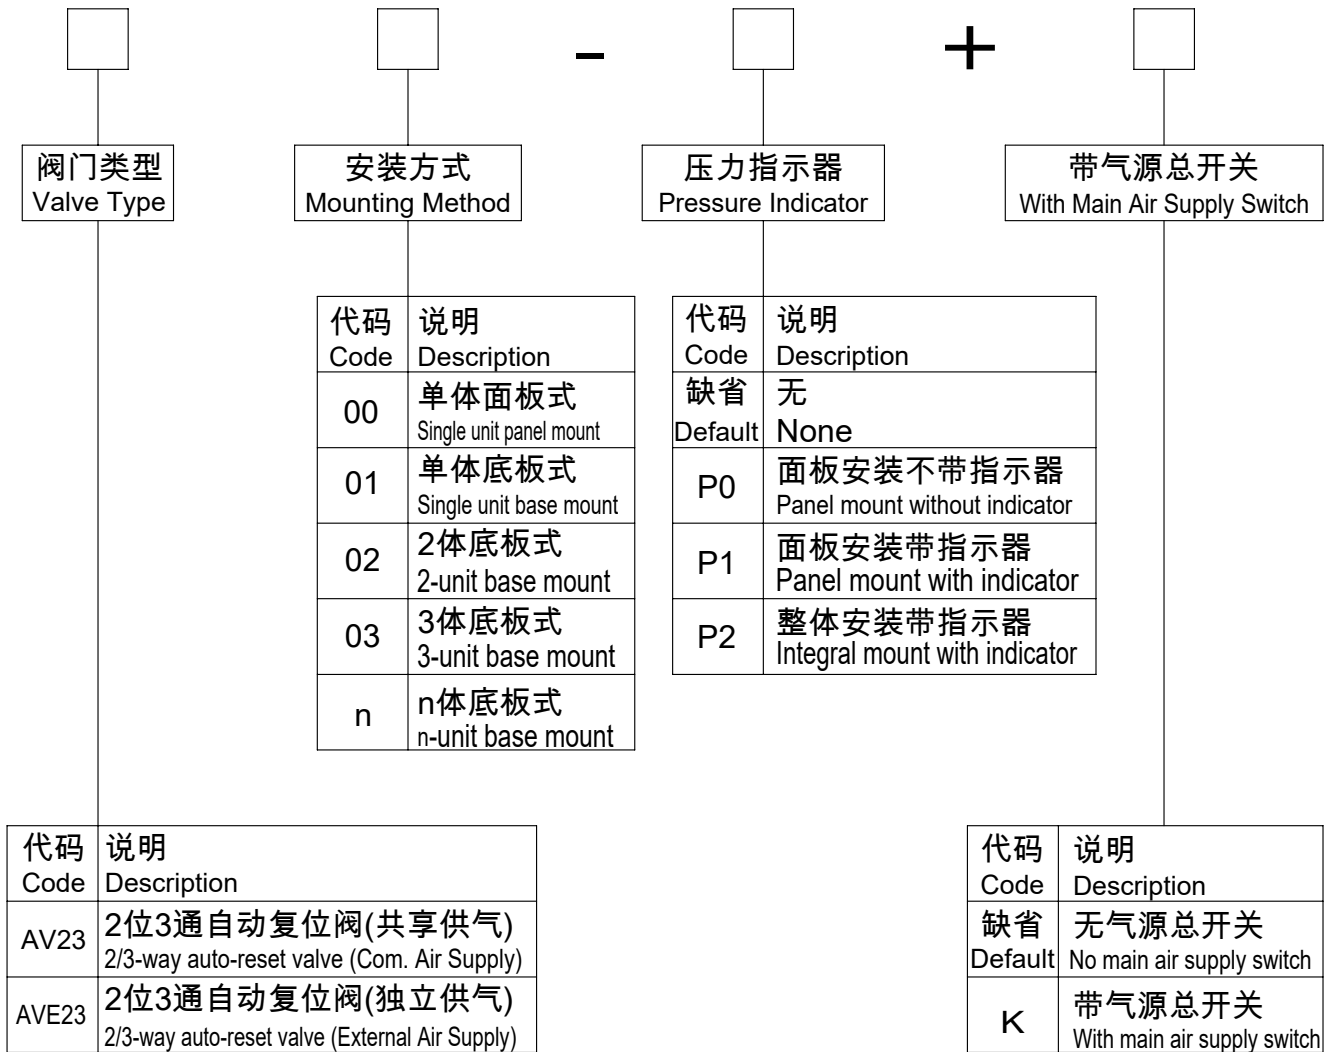 - +
阀门类型
Valve Type
安装方式
Mounting Method
压力指示器
Pressure Indicator
带气源总开关
With Main Air Supply Switch
代码 说明
Code Description
00 单体面板式
Single unit panel mount
01 单体底板式
Single unit base mount
02 2体底板式
2-unit base mount
03 3体底板式
3-unit base mount
n n体底板式
n-unit base mount
代码 说明
Code Description
缺省 无
Default None
P0 面板安装不带指示器
Panel mount without indicator
P1 面板安装带指示器
Panel mount with indicator
P2 整体安装带指示器
Integral mount with indicator
代码 说明
Code Description
AV23 2位3通自动复位阀(共享供气)
2/3-way auto-reset valve (Com. Air Supply)
AVE23 2位3通自动复位阀(独立供气)
2/3-way auto-reset valve (External Air Supply)
代码 说明
Code Description
缺省 无气源总开关
Default No main air supply switch
K 带气源总开关
With main air supply switch